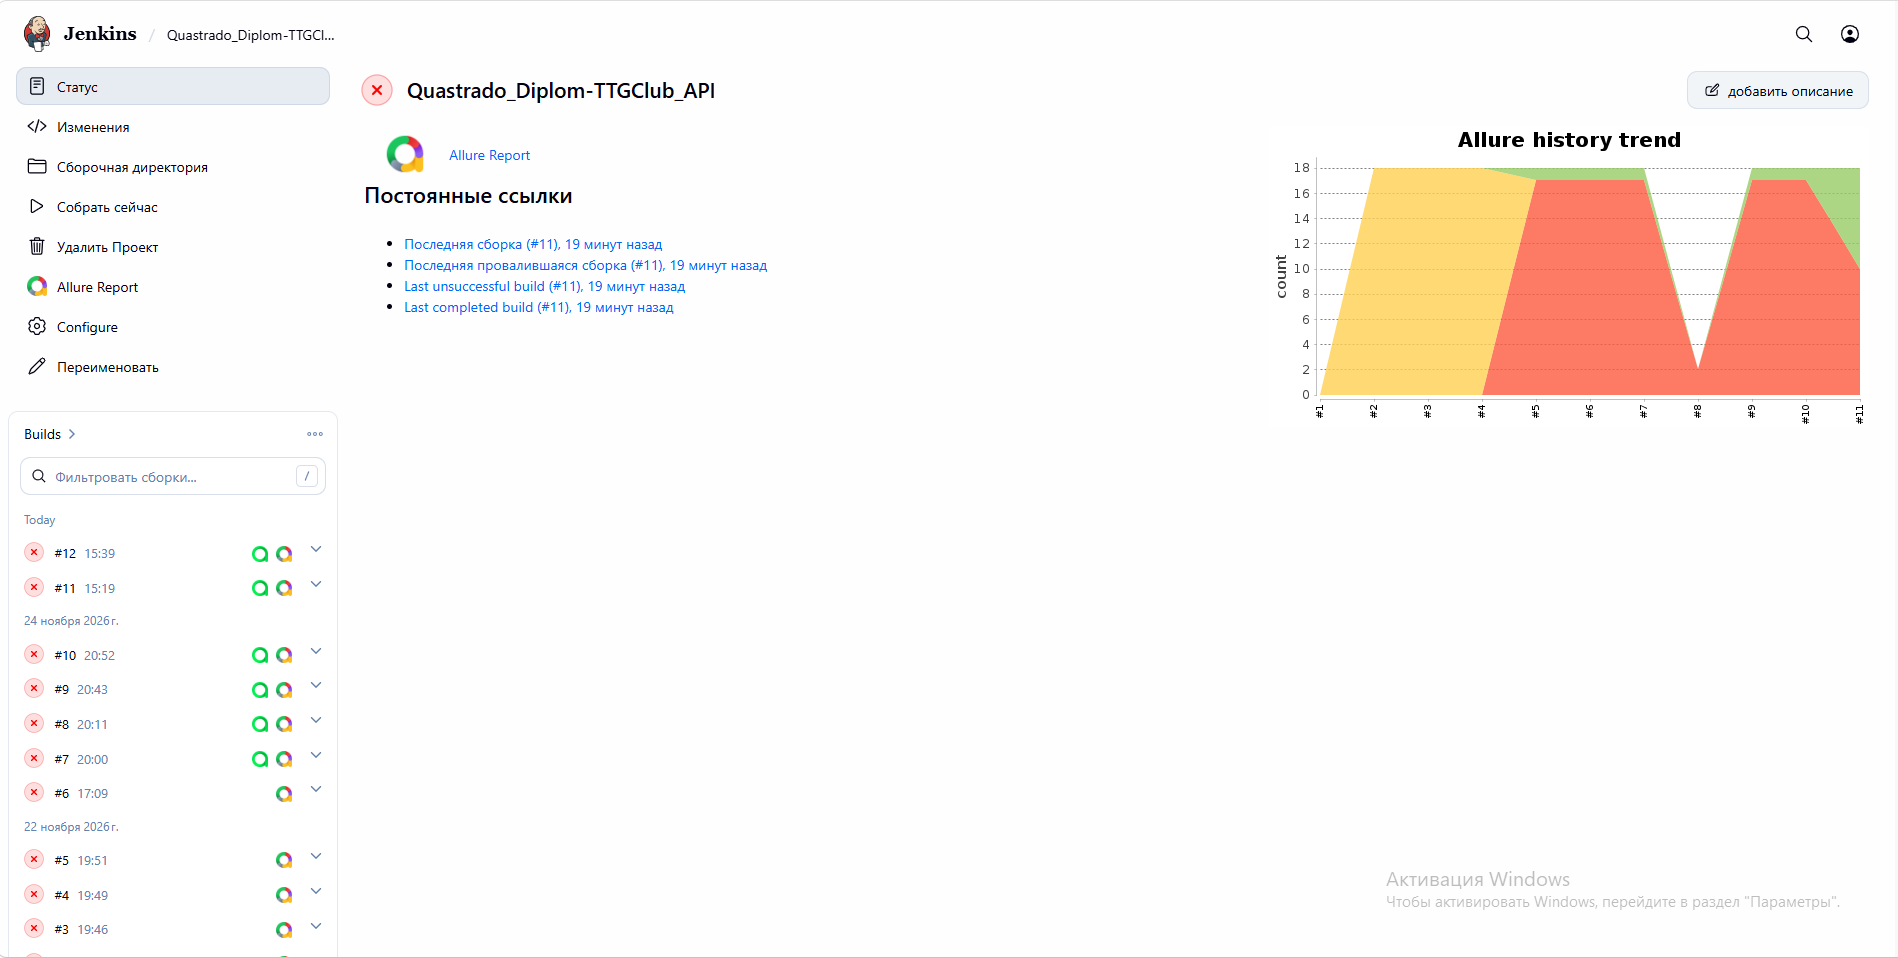 Jenkins / Quastrado_Diplom-TTGCl...
Статус
Изменения
Сборочная директория
Собрать сейчас
Удалить Проект
Allure Report
Configure
Переименовать
Builds
Фильтровать сборки... /
Today
#12 15:39
#11 15:19
24 ноября 2026 г.
#10 20:52
#9 20:43
#8 20:11
#7 20:00
#6 17:09
22 ноября 2026 г.
#5 19:51
#4 19:49
#3 19:46
Quastrado_Diplom-TTGClub_API
добавить описание
Allure Report
Постоянные ссылки
Последняя сборка (#11), 19 минут назад
Последняя провалившаяся сборка (#11), 19 минут назад
Last unsuccessful build (#11), 19 минут назад
Last completed build (#11), 19 минут назад
Allure history trend
count
18
16
14
12
10
8
6
4
2
0
#1 #2 #3 #4 #5 #6 #7 #8 #9 #10 #11
Активация Windows
Чтобы активировать Windows, перейдите в раздел "Параметры".